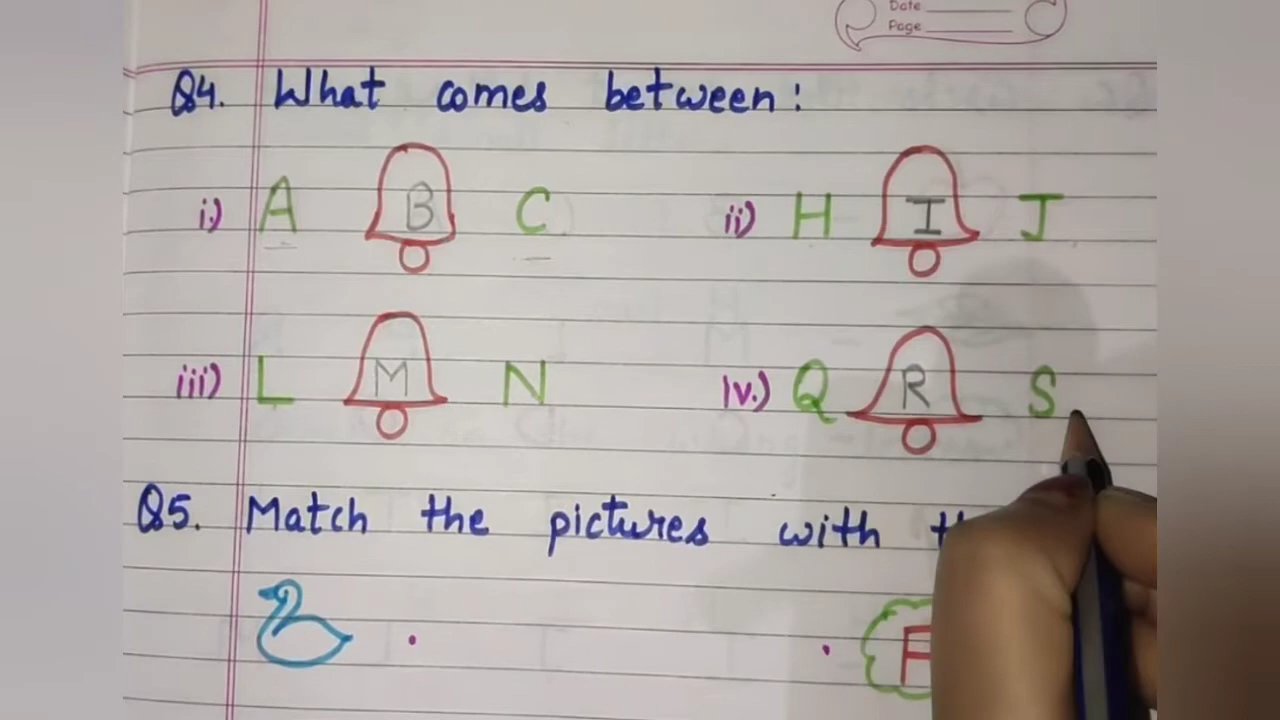 Date
Page
Q4. What comes between:
i.) A B C ii) H I J
iii) L M N iv.) Q R S
Q5. Match the pictures with
F